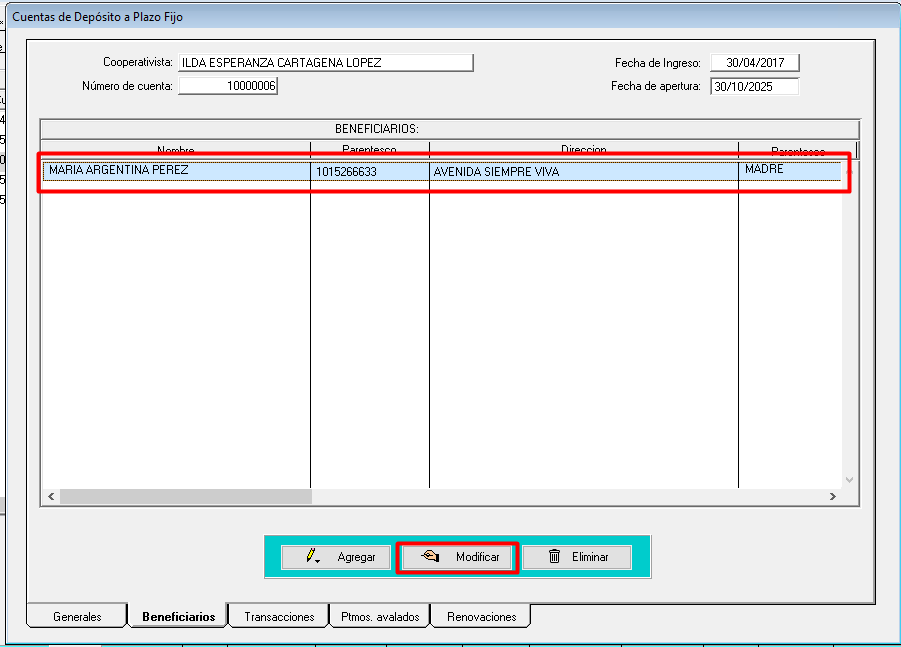 Cuentas de Depósito a Plazo Fijo
Cooperativista: ILDA ESPERANZA CARTAGENA LOPEZ Fecha de Ingreso: 30/04/2017
Número de cuenta: 10000006 Fecha de apertura: 30/10/2025
BENEFICIARIOS:
Nombre Parentesco Direccion Parentesco
MARIA ARGENTINA PEREZ 1015266633 AVENIDA SIEMPRE VIVA MADRE
Agregar Modificar Eliminar
Generales Beneficiarios Transacciones Ptmos. avalados Renovaciones